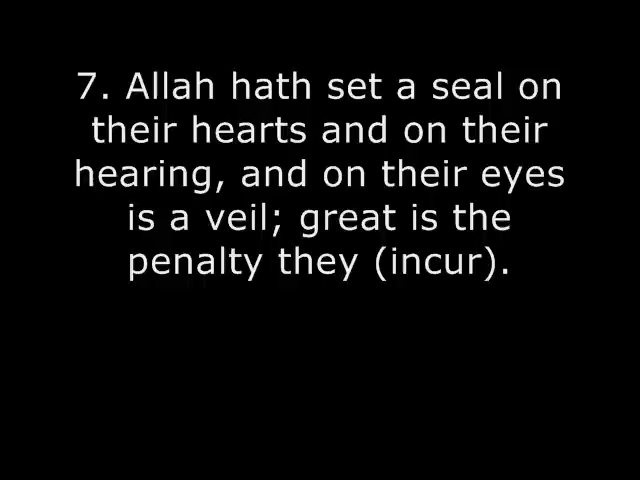 7. Allah hath set a seal on
their hearts and on their
hearing, and on their eyes
is a veil; great is the
penalty they (incur).